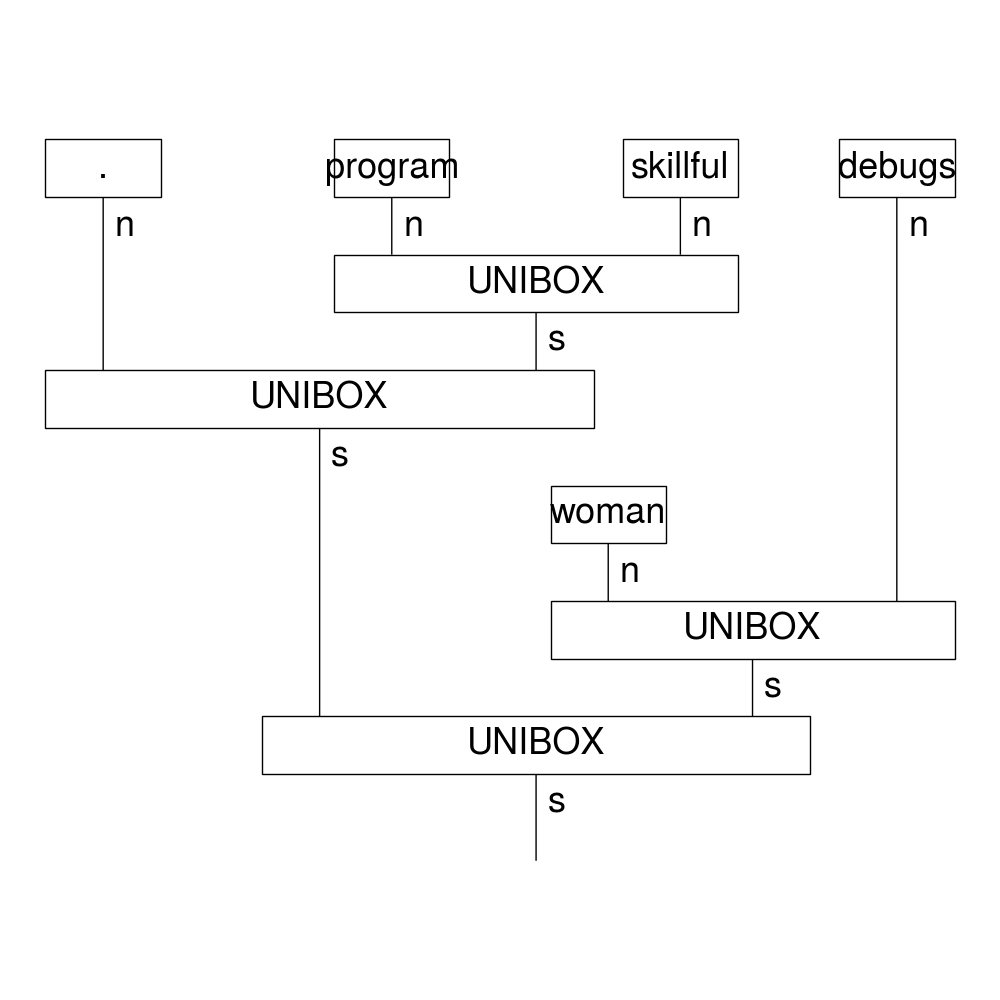 . program skillful debugs
n n n n
UNIBOX
s
UNIBOX
s
woman
n
UNIBOX
s
UNIBOX
s